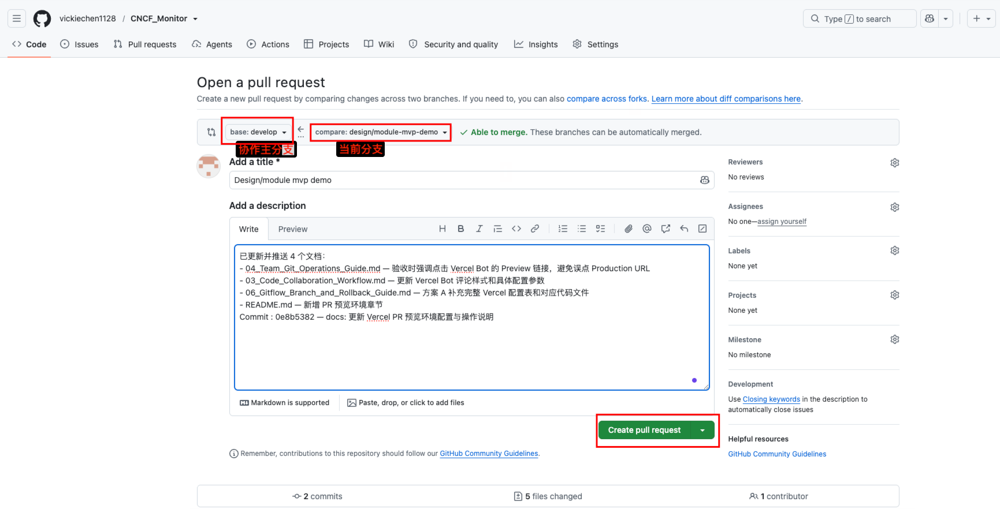 vickiechen1128 / CNCF_Monitor
Type / to search
Code
Issues
Pull requests
Agents
Actions
Projects
Wiki
Security and quality
Insights
Settings
Open a pull request
Create a new pull request by comparing changes across two branches. If you need to, you can also compare across forks. Learn more about diff comparisons here.
base: develop
compare: design/module-mvp-demo
Able to merge. These branches can be automatically merged.
协作主分支
当前分支
Add a title *
Design/module mvp demo
Add a description
Write
Preview
已更新并推送 4 个文档：
- 04_Team_Git_Operations_Guide.md — 验收时强调点击 Vercel Bot 的 Preview 链接，避免误点 Production URL
- 03_Code_Collaboration_Workflow.md — 更新 Vercel Bot 评论样式和具体配置参数
- 06_Gitflow_Branch_and_Rollback_Guide.md — 方案 A 补充完整 Vercel 配置表和对应代码文件
- README.md — 新增 PR 预览环境章节
Commit : 0e8b5382 — docs: 更新 Vercel PR 预览环境配置与操作说明
Markdown is supported
Paste, drop, or click to add files
Create pull request
Remember, contributions to this repository should follow our GitHub Community Guidelines.
Reviewers
No reviews
Assignees
No one—assign yourself
Labels
None yet
Projects
None yet
Milestone
No milestone
Development
Use Closing keywords in the description to
automatically close issues
Helpful resources
GitHub Community Guidelines
2 commits
5 files changed
1 contributor